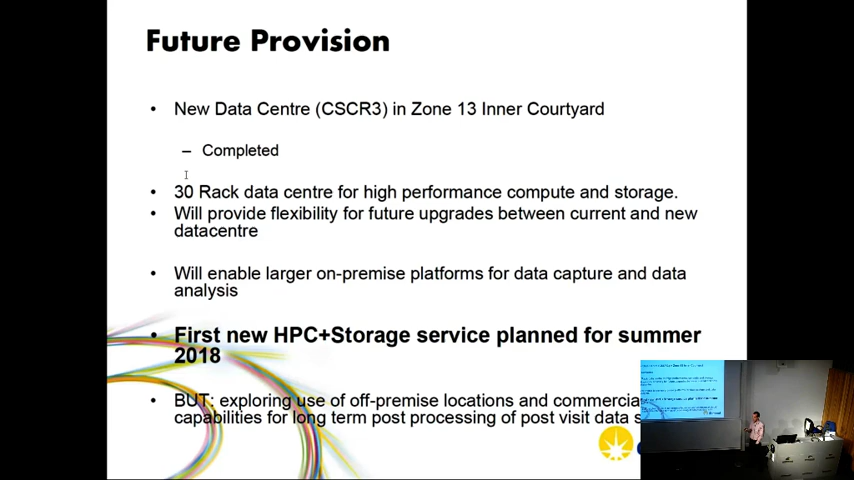 Future Provision
• New Data Centre (CSCR3) in Zone 13 Inner Courtyard
– Completed
• 30 Rack data centre for high performance compute and storage.
• Will provide flexibility for future upgrades between current and new
datacentre
• Will enable larger on-premise platforms for data capture and data
analysis
• First new HPC+Storage service planned for summer
2018
• BUT: exploring use of off-premise locations and
capabilities for long term post processing of post visit data